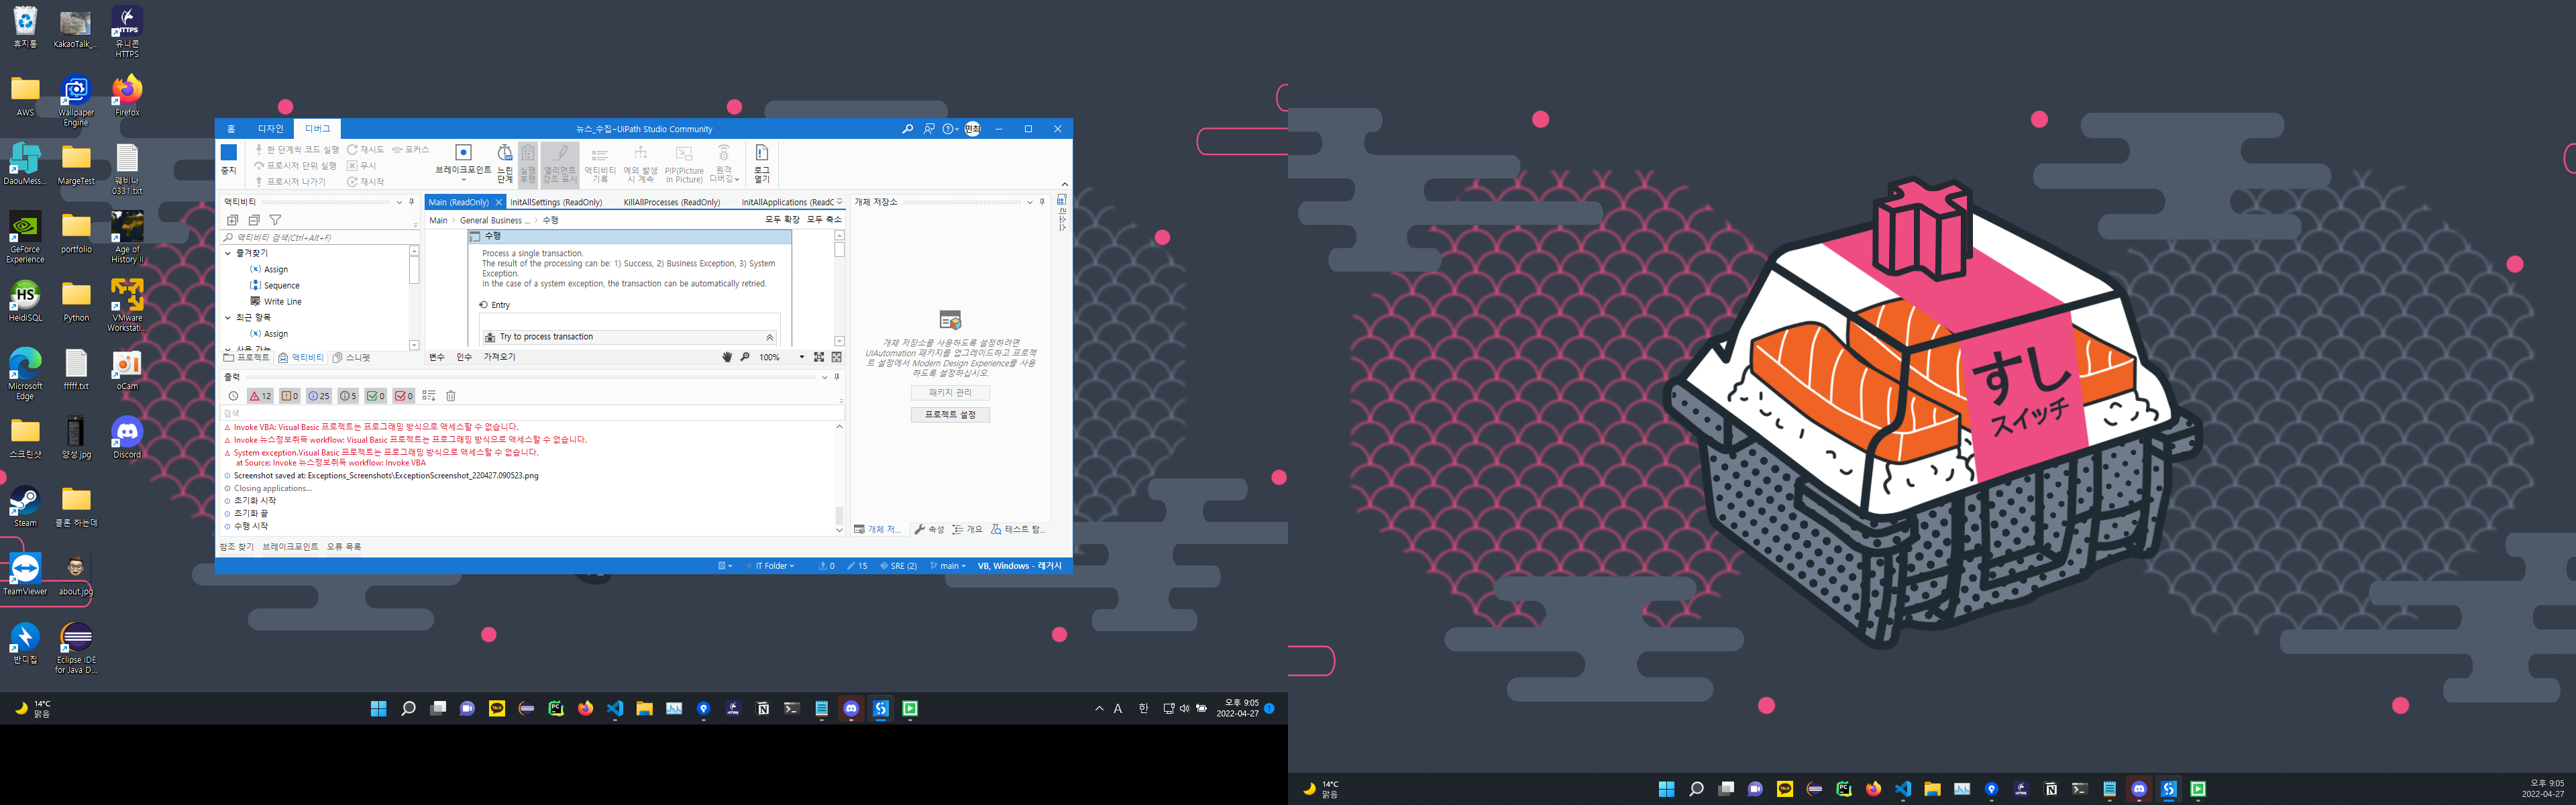 휴지통
KakaoTalk_...
유니콘
HTTPS
AWS
Wallpaper
Engine
Firefox
DaouMess...
MargeTest
웨비나
0331.txt
GeForce
Experience
portfolio
Age of
History II
HeidiSQL
Python
VMware
Workstati...
Microsoft
Edge
fffff.txt
oCam
스크린샷
양성.jpg
Discord
Steam
클론 하는데
TeamViewer
about.jpg
반디집
Eclipse IDE
for Java D...
홈
디자인
디버그
뉴스_수집~UiPath Studio Community
민최
중지
한 단계씩 코드 실행
재시도
포커스
프로시저 단위 실행
무시
프로시저 나가기
재시작
브레이크포인트
느린
단계
실행
후행
엘리먼트
강조 표시
액티비티
기록
예외 발생
시 계속
PIP(Picture
in Picture)
원격
디버깅
로그
열기
액티비티
액티비티 검색(Ctrl+Alt+F)
즐겨찾기
Assign
Sequence
Write Line
최근 항목
Assign
사용 가능
프로젝트
액티비티
스니펫
Main (ReadOnly)
InitAllSettings (ReadOnly)
KillAllProcesses (ReadOnly)
InitAllApplications (ReadC
Main
General Business ...
수행
모두 확장
모두 축소
수행
Process a single transaction.
The result of the processing can be: 1) Success, 2) Business Exception, 3) System
Exception.
In the case of a system exception, the transaction can be automatically retried.
Entry
Try to process transaction
변수
인수
가져오기
100%
개체 저장소
리소스
개체 저장소를 사용하도록 설정하려면
UIAutomation 패키지를 업그레이드하고 프로젝
트 설정에서 Modern Design Experience를 사용
하도록 설정하십시오.
패키지 관리
프로젝트 설정
개체 저...
속성
개요
테스트 탐...
출력
12
0
25
5
0
0
검색
Invoke VBA: Visual Basic 프로젝트는 프로그래밍 방식으로 액세스할 수 없습니다.
Invoke 뉴스정보취득 workflow: Visual Basic 프로젝트는 프로그래밍 방식으로 액세스할 수 없습니다.
System exception.Visual Basic 프로젝트는 프로그래밍 방식으로 액세스할 수 없습니다.
at Source: Invoke 뉴스정보취득 workflow: Invoke VBA
Screenshot saved at: Exceptions_Screenshots\ExceptionScreenshot_220427.090523.png
Closing applications...
초기화 시작
초기화 끝
수행 시작
참조 찾기
브레이크포인트
오류 목록
IT Folder
0
15
SRE (2)
main
VB, Windows - 레거시
14°C
맑음
A
한
오후 9:05
2022-04-27
1
すし
スイッチ
14°C
맑음
오후 9:05
2022-04-27